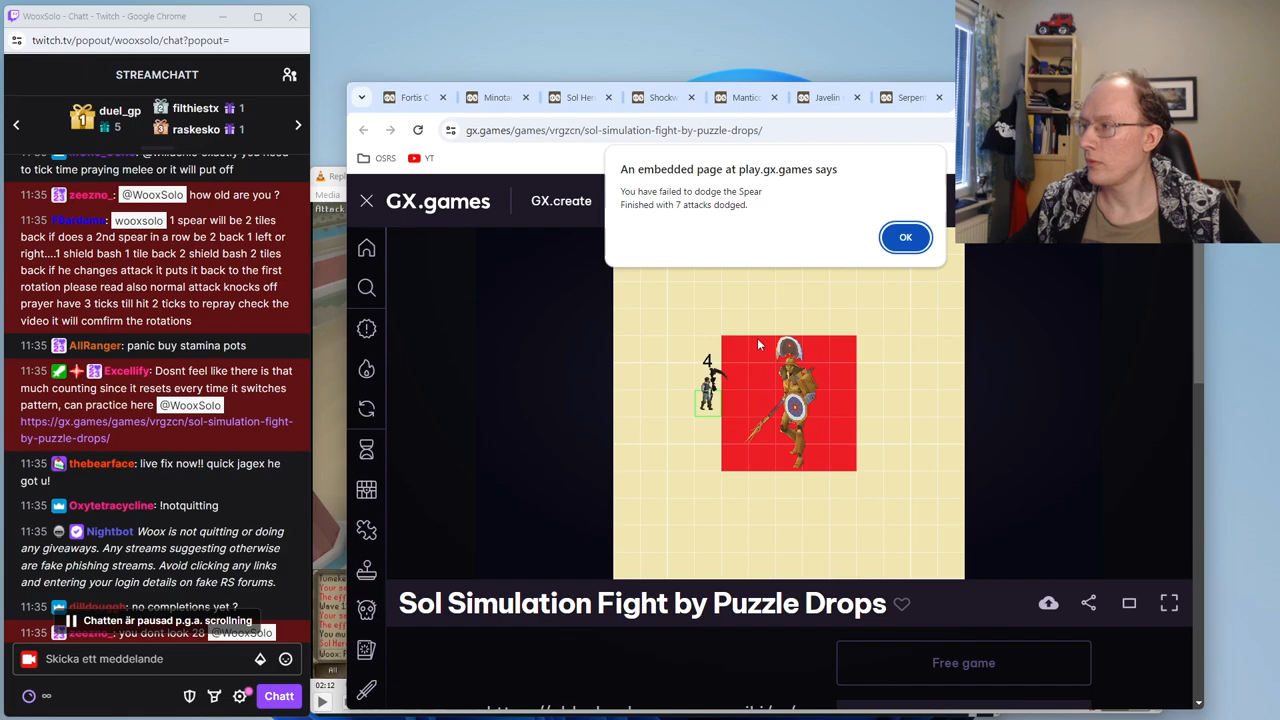 WooxSolo - Chatt - Twitch - Google Chrome
twitch.tv/popout/wooxsolo/chat?popout=
STREAMCHATT
duel_gp
5
filthiestx 1
raskesko 1
to tick time praying melee or it will put off
11:35 zeezno_: @WooxSolo how old are you ?
11:35 wooxsolo 1 spear will be 2 tiles
back if does a 2nd spear in a row be 2 back 1 left or
right....1 shield bash 1 tile back 2 shield bash 2 tiles
back if he changes attack it puts it back to the first
rotation please read also normal attack knocks off
prayer have 3 ticks till hit 2 ticks to repray check the
video it will comfirm the rotations
11:35 AllRanger: panic buy stamina pots
11:35 Excellify: Dosnt feel like there is that
much counting since it resets every time it switches
pattern, can practice here @WooxSolo
https://gx.games/games/vrgzcn/sol-simulation-fight-
by-puzzle-drops/
11:35 thebearface: live fix now!! quick jagex he
got u!
11:35 Oxytetracycline: !notquitting
11:35 Nightbot Woox is not quitting or doing
any giveaways. Any streams suggesting otherwise
are fake phishing streams. Avoid clicking any links
and entering your login details on fake RS forums.
11:35 dilldough: no completions yet ?
Chatten är pausad p.g.a. scrollning
11:35 zeezno_: you dont look 28 @WooxSolo
Skicka ett meddelande
∞
Chatt
Repl
Media
Attack
Wave 1
02:12
Fortis C
Minota
Sol Her
Shockw
Mantic
Javelin
Serpen
gx.games/games/vrgzcn/sol-simulation-fight-by-puzzle-drops/
OSRS
YT
GX.games
GX.create
An embedded page at play.gx.games says
You have failed to dodge the Spear
Finished with 7 attacks dodged.
OK
4
Sol Simulation Fight by Puzzle Drops
Free game